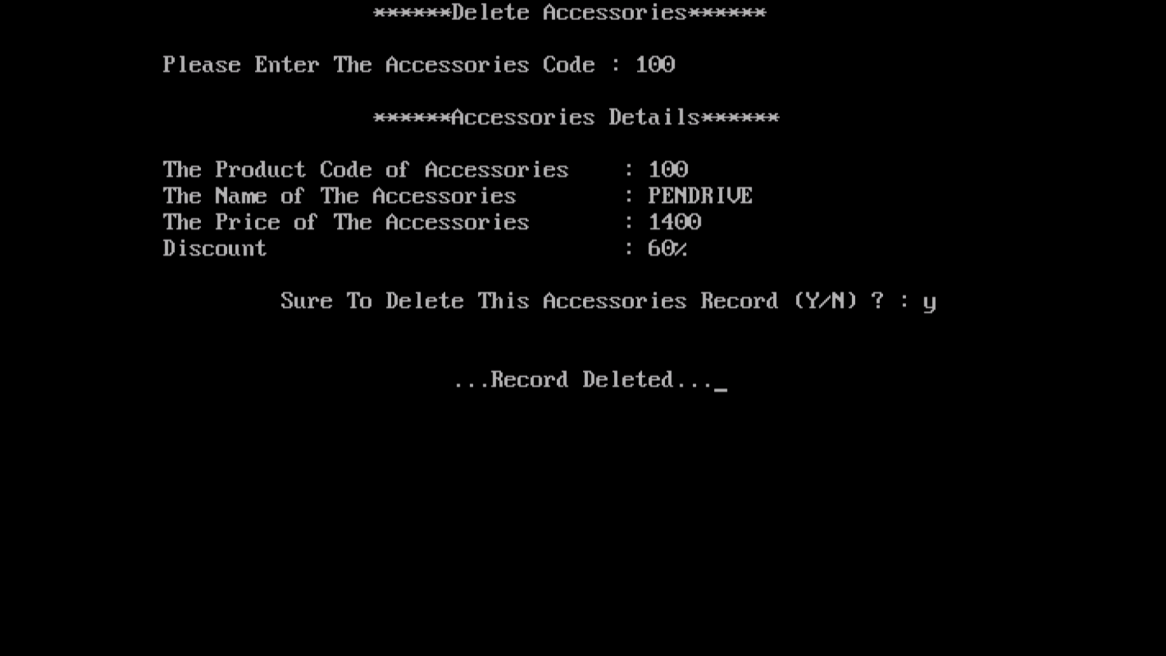 ******Delete Accessories******
Please Enter The Accessories Code : 100
******Accessories Details******
The Product Code of Accessories : 100
The Name of The Accessories : PENDRIVE
The Price of The Accessories : 1400
Discount : 60%
Sure To Delete This Accessories Record (Y/N) ? : y
...Record Deleted..._